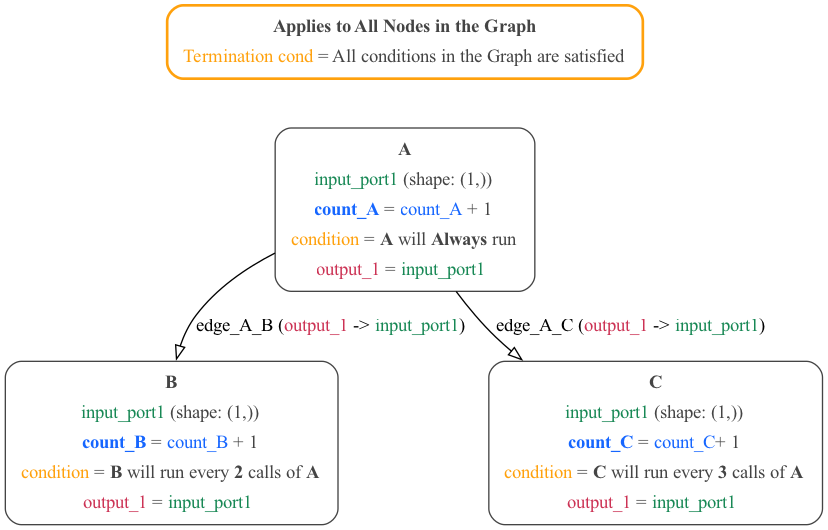 Applies to All Nodes in the Graph
Termination cond = All conditions in the Graph are satisfied
A
input_port1 (shape: (1,))
count_A = count_A + 1
condition = A will Always run
output_1 = input_port1
edge_A_B (output_1 -> input_port1)
edge_A_C (output_1 -> input_port1)
B
input_port1 (shape: (1,))
count_B = count_B + 1
condition = B will run every 2 calls of A
output_1 = input_port1
C
input_port1 (shape: (1,))
count_C = count_C+ 1
condition = C will run every 3 calls of A
output_1 = input_port1